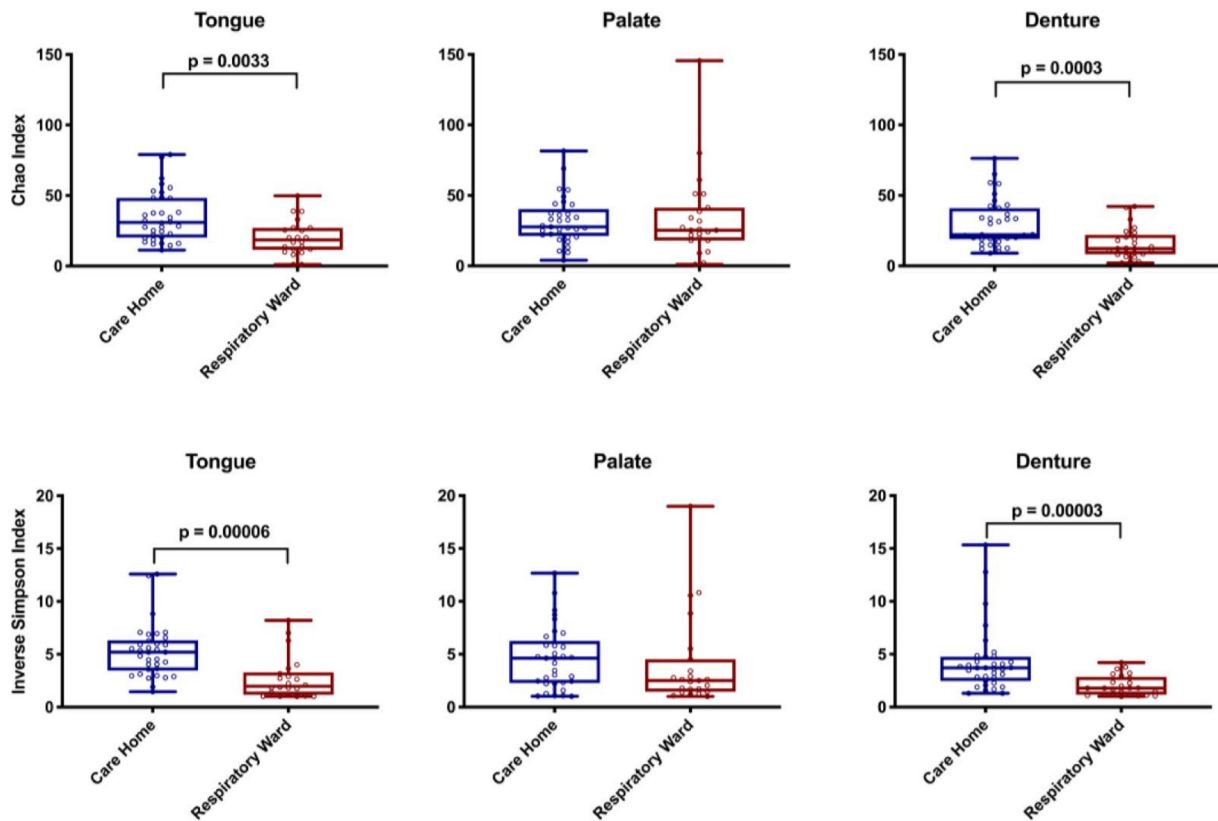 Tongue
Palate
Denture
Chao Index
150
100
50
0
p = 0.0033
Care Home
Respiratory Ward
150
100
50
0
Care Home
Respiratory Ward
150
100
50
0
p = 0.0003
Care Home
Respiratory Ward
Tongue
Palate
Denture
Inverse Simpson Index
20
15
10
5
0
p = 0.00006
Care Home
Respiratory Ward
20
15
10
5
0
Care Home
Respiratory Ward
20
15
10
5
0
p = 0.00003
Care Home
Respiratory Ward